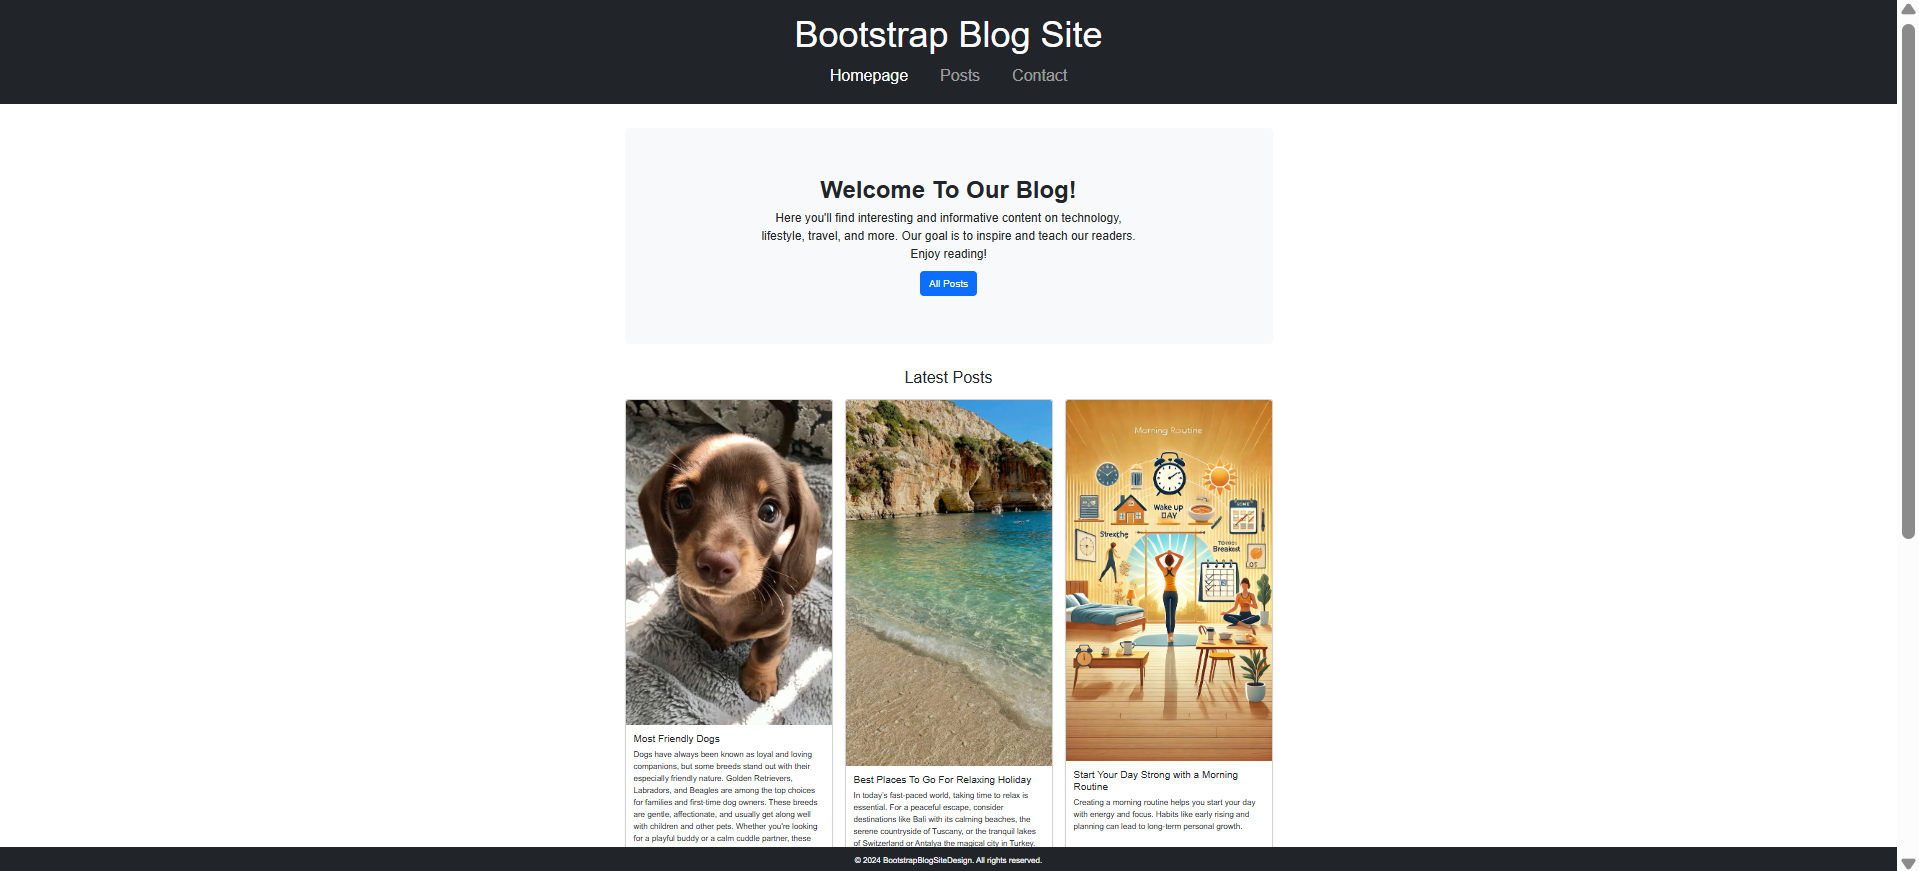 Bootstrap Blog Site
Homepage Posts Contact
Welcome To Our Blog!
Here you'll find interesting and informative content on technology,
lifestyle, travel, and more. Our goal is to inspire and teach our readers.
Enjoy reading!
All Posts
Latest Posts
Morning Routine
Wake up
DAY
Strexthe
Breakest
Most Friendly Dogs
Dogs have always been known as loyal and loving
companions, but some breeds stand out with their
especially friendly nature. Golden Retrievers,
Labradors, and Beagles are among the top choices
for families and first-time dog owners. These breeds
are gentle, affectionate, and usually get along well
with children and other pets. Whether you're looking
for a playful buddy or a calm cuddle partner, these
Best Places To Go For Relaxing Holiday
In today's fast-paced world, taking time to relax is
essential. For a peaceful escape, consider
destinations like Bali with its calming beaches, the
serene countryside of Tuscany, or the tranquil lakes
of Switzerland or Antalya the magical city in Turkey.
Start Your Day Strong with a Morning
Routine
Creating a morning routine helps you start your day
with energy and focus. Habits like early rising and
planning can lead to long-term personal growth.
© 2024 BootstrapBlogSiteDesign. All rights reserved.